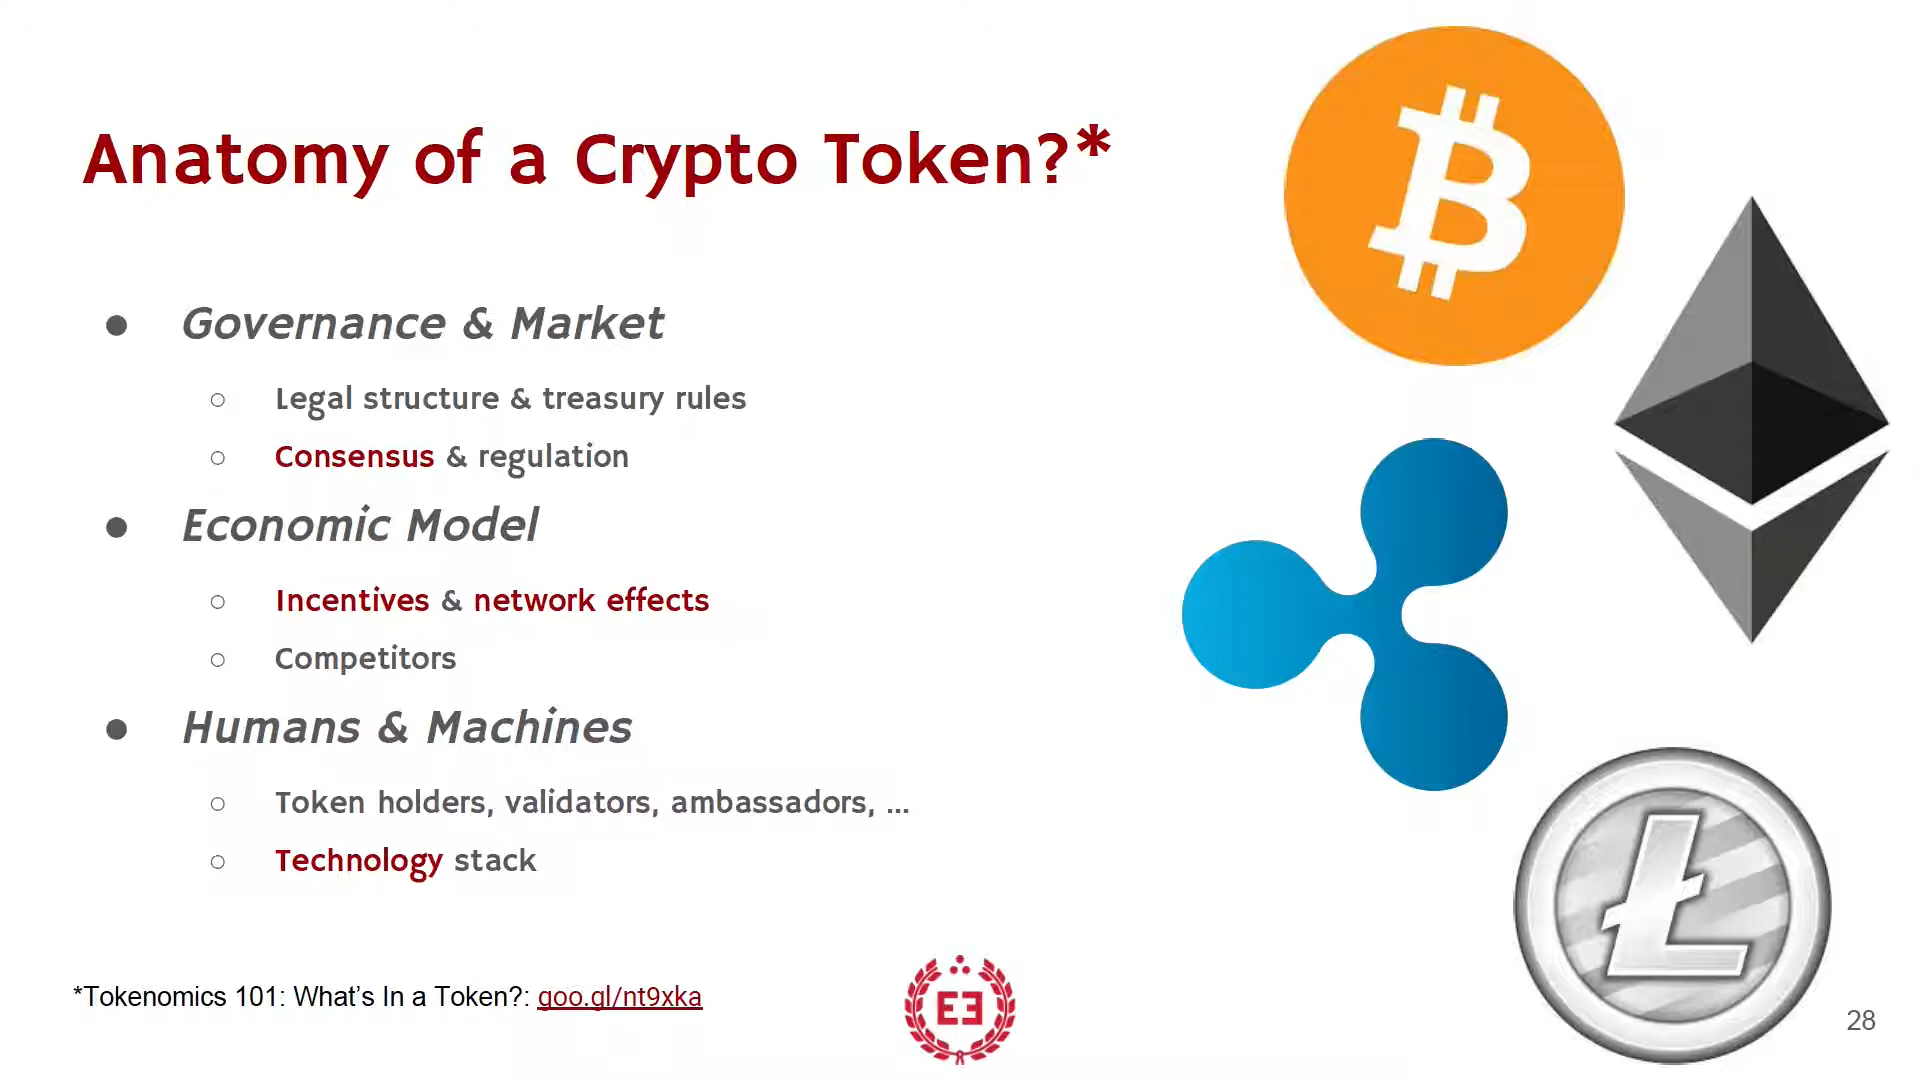 Anatomy of a Crypto Token?*
● Governance & Market
○ Legal structure & treasury rules
○ Consensus & regulation
● Economic Model
○ Incentives & network effects
○ Competitors
● Humans & Machines
○ Token holders, validators, ambassadors, ...
○ Technology stack
*Tokenomics 101: What’s In a Token?: goo.gl/nt9xka
EƎ
28